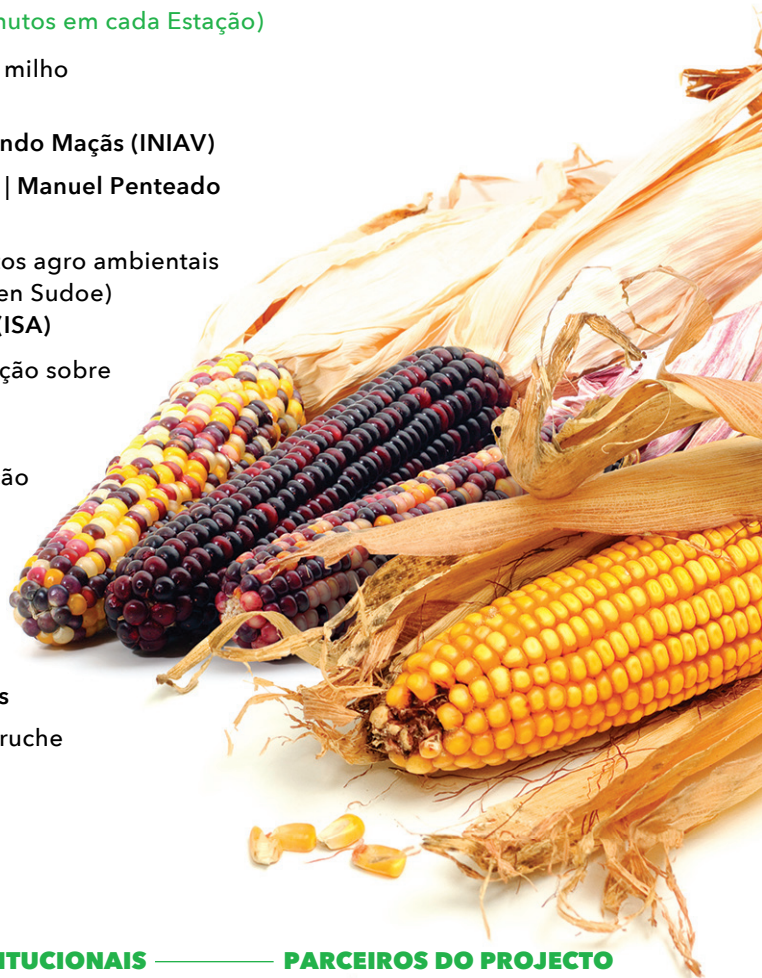 nutos em cada Estação)
milho
ndo Maçãs (INIAV)
| Manuel Penteado
os agro ambientais
en Sudoe)
(ISA)
ção sobre
ão
s
ruche
ITUCIONAIS
PARCEIROS DO PROJECTO